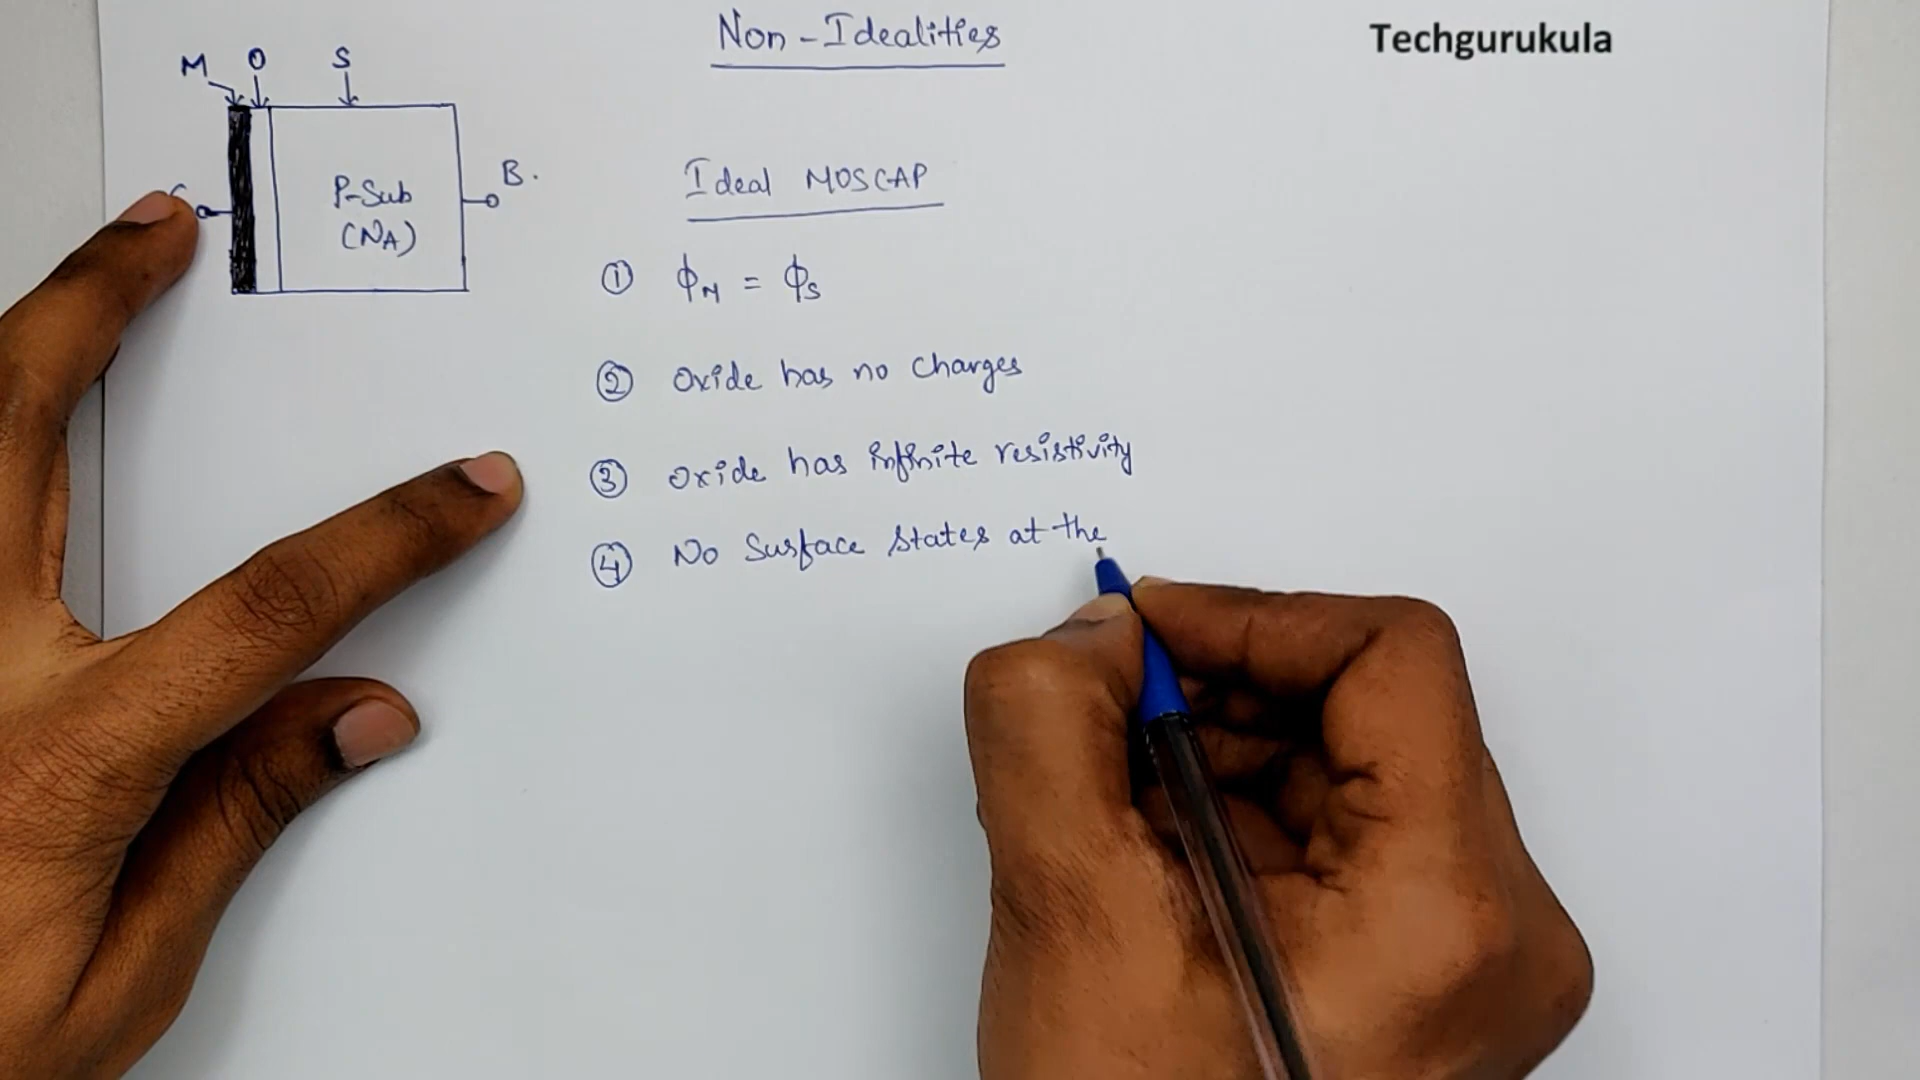 Non-Idealities
Techgurukula
M O S
B.
P-Sub
(NA)
Ideal MOSCAP
① ϕM = ϕS
② Oxide has no charges
③ Oxide has infinite resistivity
④ No Surface states at the